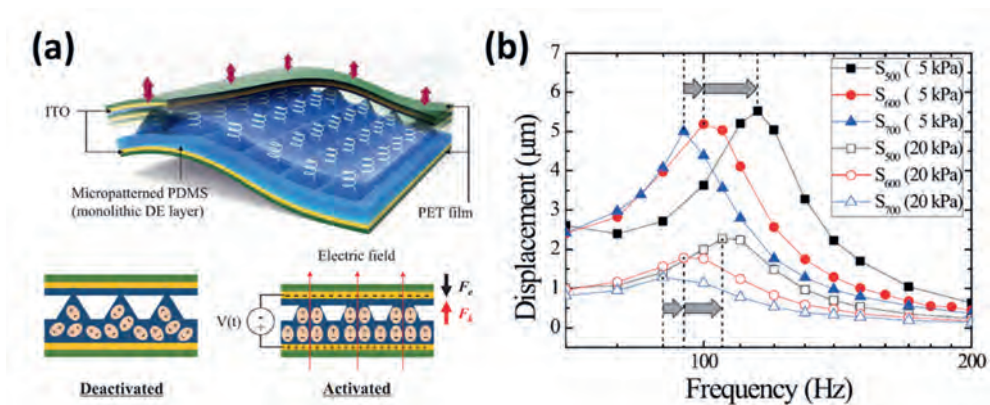 (a)
ITO
Micropatterned PDMS
(monolithic DE layer)
PET film
Electric field
V(t)
Fe
Fk
Deactivated
Activated
(b)
Displacement (μm)
7
6
5
4
3
2
1
0
S500 ( 5 kPa)
S600 ( 5 kPa)
S700 ( 5 kPa)
S500 (20 kPa)
S600 (20 kPa)
S700 (20 kPa)
100
200
Frequency (Hz)